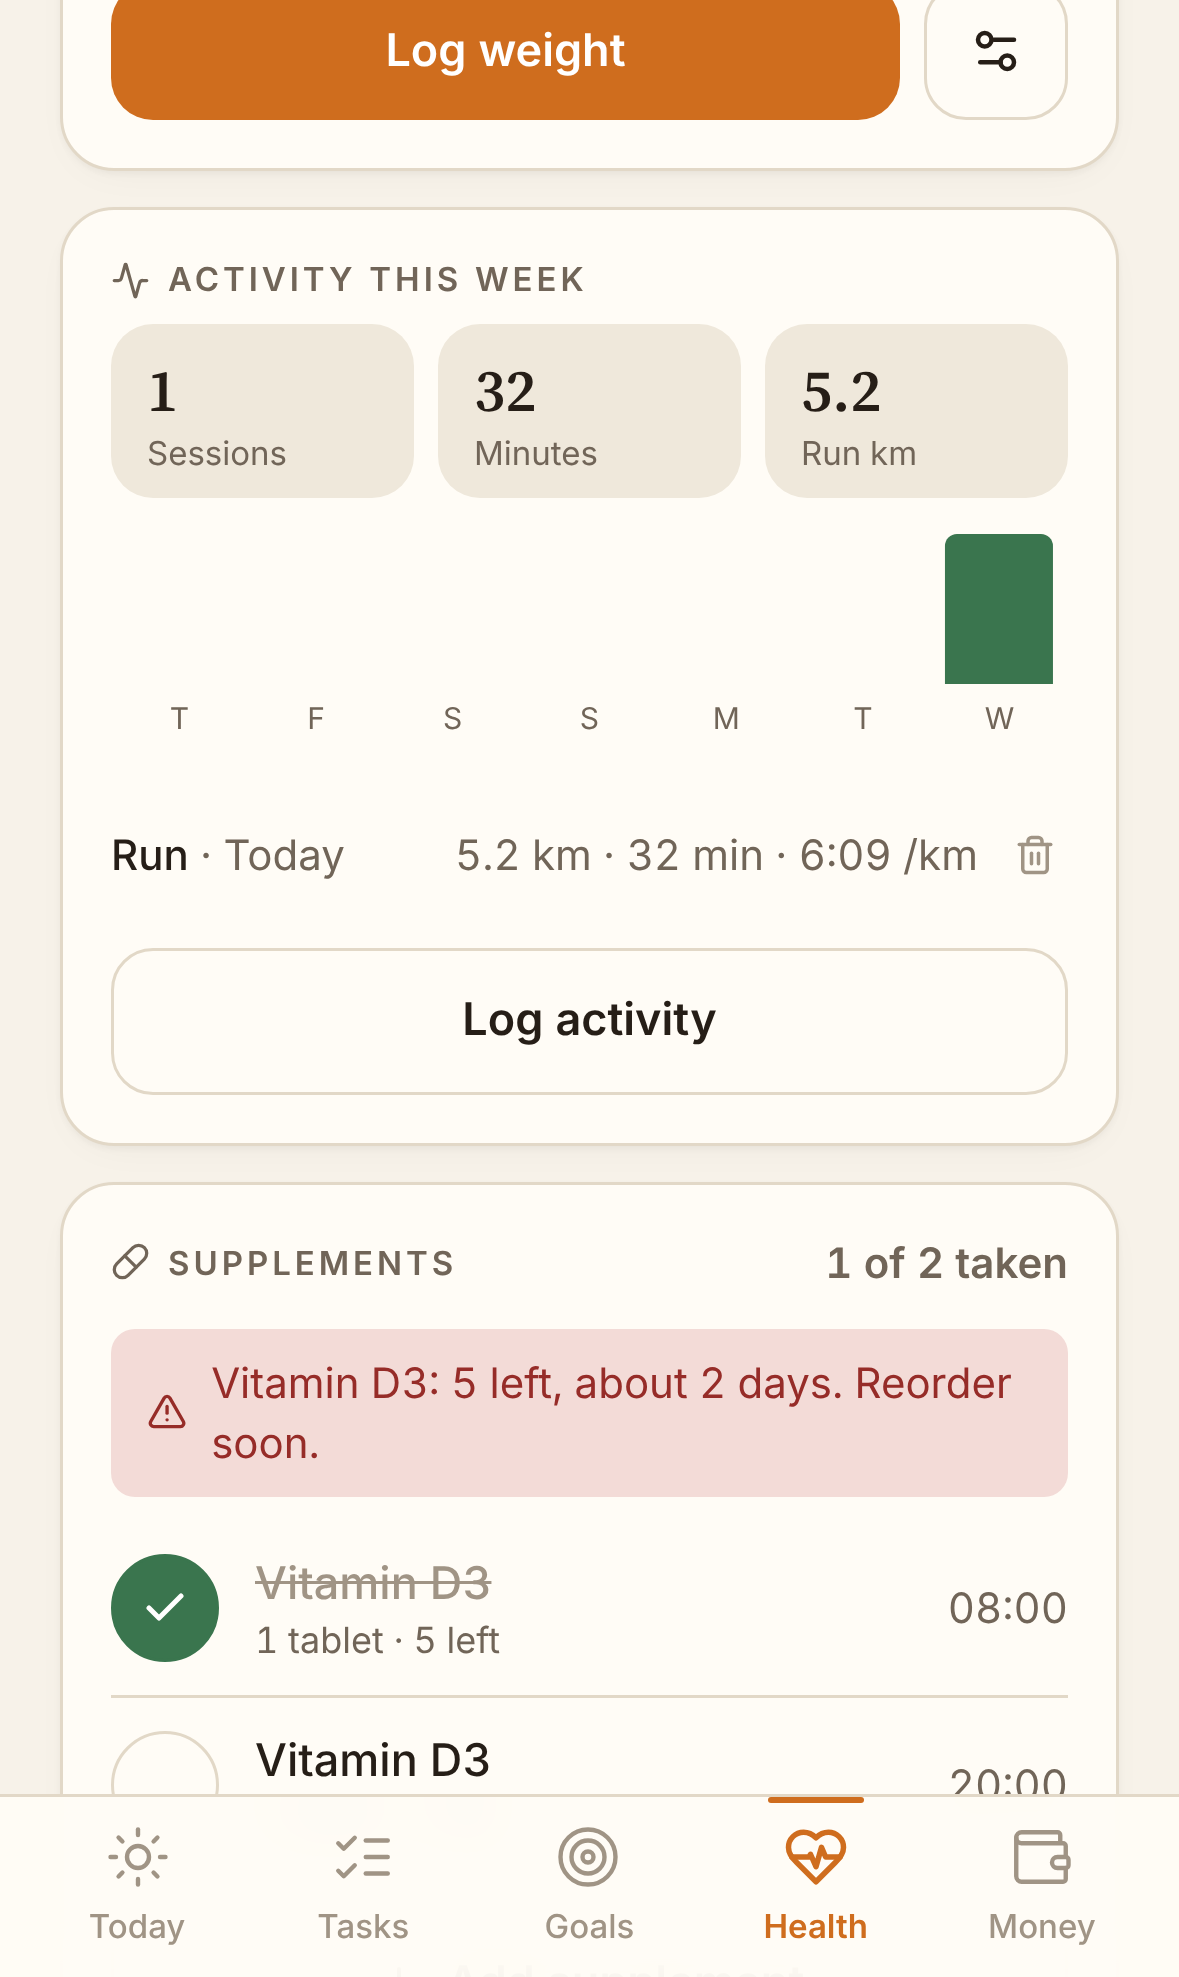 Log weight
ACTIVITY THIS WEEK
1
Sessions
32
Minutes
5.2
Run km
T F S S M T W
Run · Today 5.2 km · 32 min · 6:09 /km
Log activity
SUPPLEMENTS 1 of 2 taken
Vitamin D3: 5 left, about 2 days. Reorder
soon.
Vitamin D3
1 tablet · 5 left
08:00
Vitamin D3
20:00
Today Tasks Goals Health Money